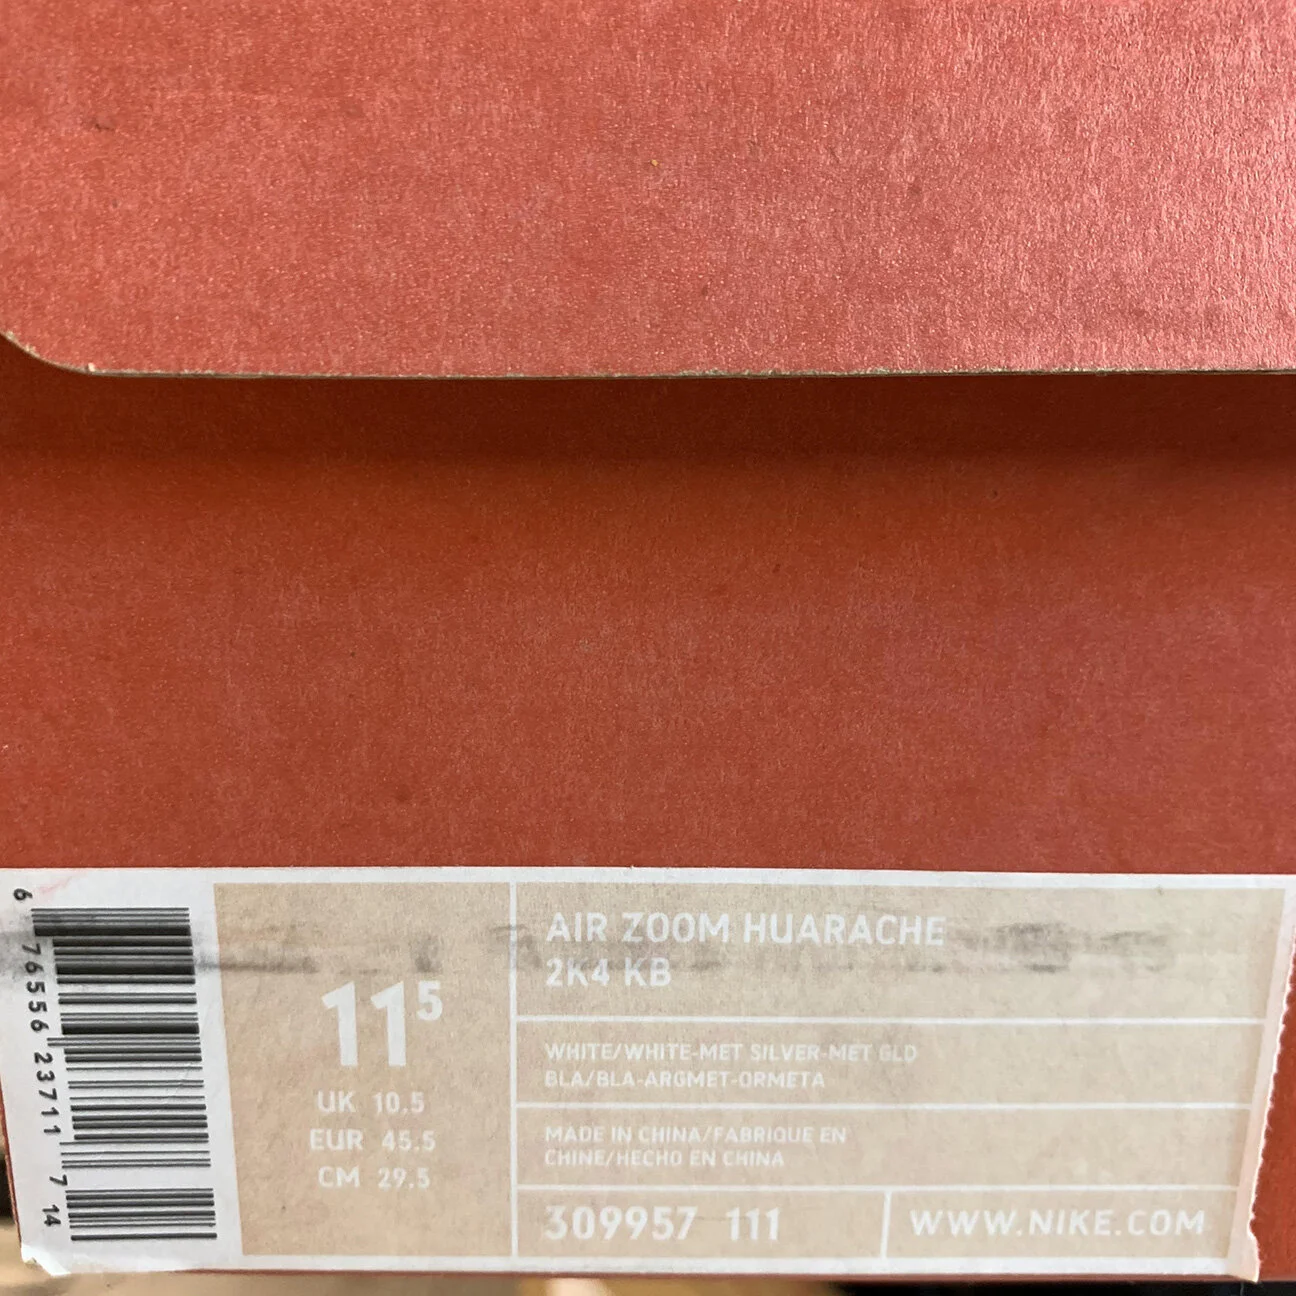 6 76556 23711 7 14
11⁵
UK 10.5
EUR 45.5
CM 29.5
AIR ZOOM HUARACHE
2K4 KB
WHITE/WHITE-MET SILVER-MET GLD
BLA/BLA-ARGMET-ORMETA
MADE IN CHINA/FABRIQUE EN
CHINE/HECHO EN CHINA
309957 111
WWW.NIKE.COM